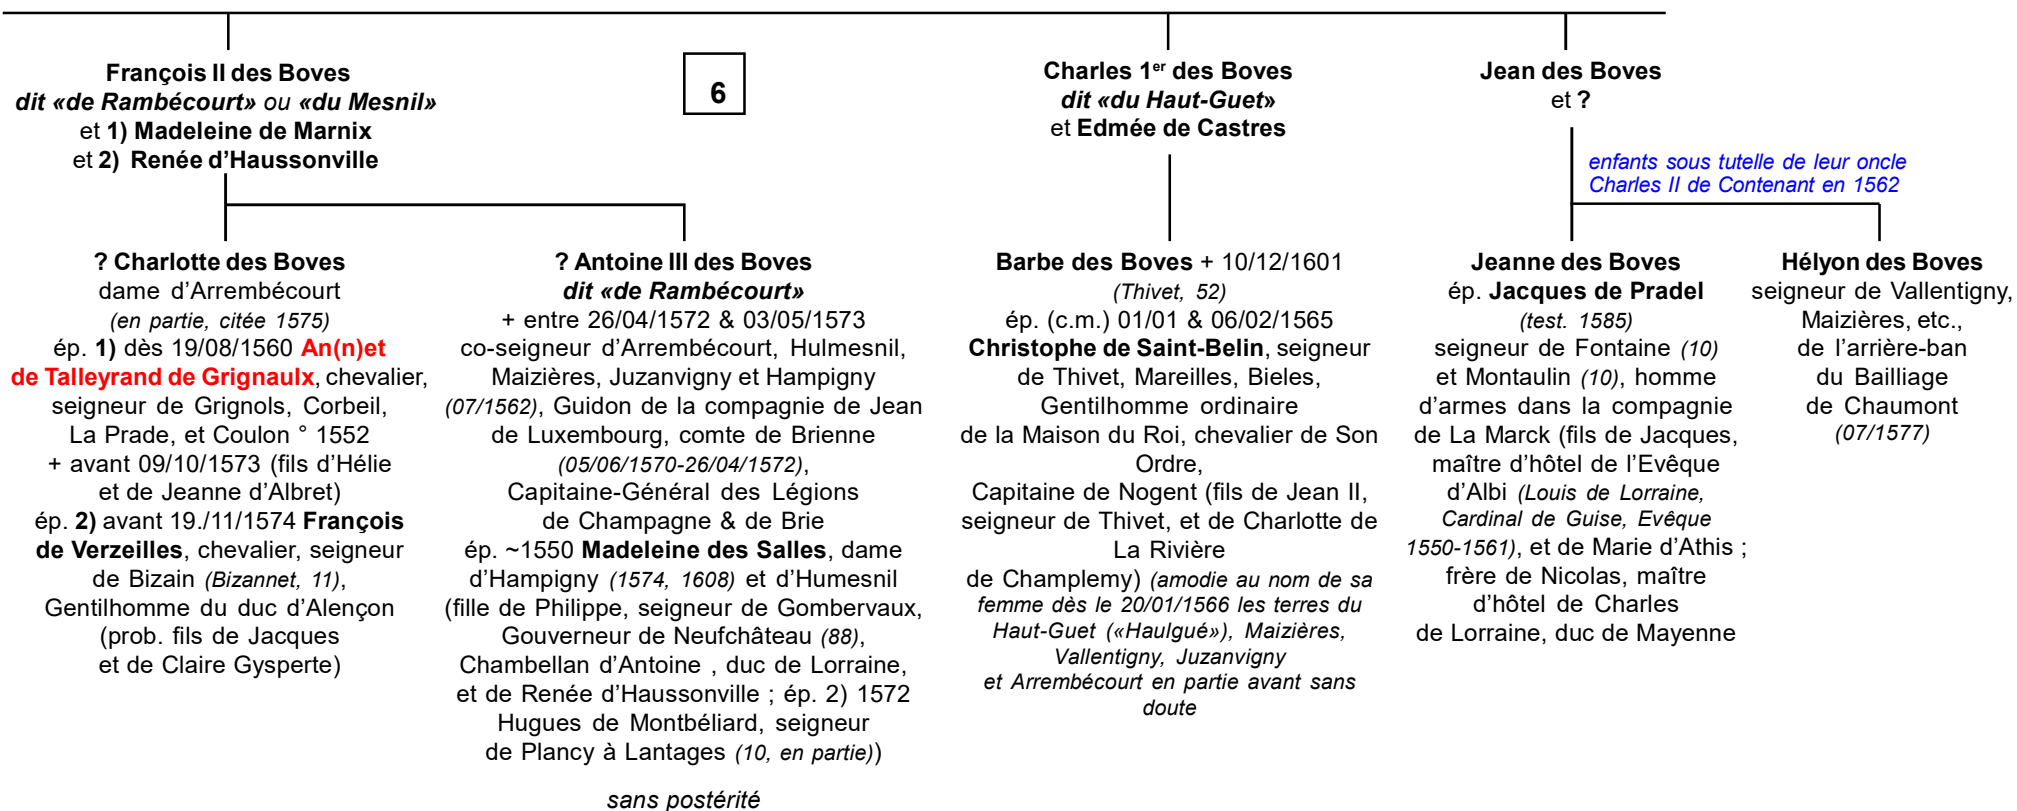 François II des Boves
dit «de Rambécourt» ou «du Mesnil»
et 1) Madeleine de Marnix
et 2) Renée d'Haussonville
6
Charles 1er des Boves
dit «du Haut-Guet»
et Edmée de Castres
Jean des Boves
et ?
enfants sous tutelle de leur oncle
Charles II de Contenant en 1562
? Charlotte des Boves
dame d'Arrembécourt
(en partie, citée 1575)
ép. 1) dès 19/08/1560 An(n)et
de Talleyrand de Grignaulx, chevalier,
seigneur de Grignols, Corbeil,
La Prade, et Coulon ° 1552
+ avant 09/10/1573 (fils d'Hélie
et de Jeanne d'Albret)
ép. 2) avant 19./11/1574 François
de Verzeilles, chevalier, seigneur
de Bizain (Bizannet, 11),
Gentilhomme du duc d'Alençon
(prob. fils de Jacques
et de Claire Gysperte)
? Antoine III des Boves
dit «de Rambécourt»
+ entre 26/04/1572 & 03/05/1573
co-seigneur d'Arrembécourt, Hulmesnil,
Maizières, Juzanvigny et Hampigny
(07/1562), Guidon de la compagnie de Jean
de Luxembourg, comte de Brienne
(05/06/1570-26/04/1572),
Capitaine-Général des Légions
de Champagne & de Brie
ép. ~1550 Madeleine des Salles, dame
d'Hampigny (1574, 1608) et d'Humesnil
(fille de Philippe, seigneur de Gombervaux,
Gouverneur de Neufchâteau (88),
Chambellan d'Antoine , duc de Lorraine,
et de Renée d'Haussonville ; ép. 2) 1572
Hugues de Montbéliard, seigneur
de Plancy à Lantages (10, en partie))
sans postérité
Barbe des Boves + 10/12/1601
(Thivet, 52)
ép. (c.m.) 01/01 & 06/02/1565
Christophe de Saint-Belin, seigneur
de Thivet, Mareilles, Bieles,
Gentilhomme ordinaire
de la Maison du Roi, chevalier de Son
Ordre,
Capitaine de Nogent (fils de Jean II,
seigneur de Thivet, et de Charlotte de
La Rivière
de Champlemy) (amodie au nom de sa
femme dès le 20/01/1566 les terres du
Haut-Guet («Haulgué»), Maizières,
Vallentigny, Juzanvigny
et Arrembécourt en partie avant sans
doute
Jeanne des Boves
ép. Jacques de Pradel
(test. 1585)
seigneur de Fontaine (10)
et Montaulin (10), homme
d'armes dans la compagnie
de La Marck (fils de Jacques,
maître d'hôtel de l'Evêque
d'Albi (Louis de Lorraine,
Cardinal de Guise, Evêque
1550-1561), et de Marie d'Athis ;
frère de Nicolas, maître
d'hôtel de Charles
de Lorraine, duc de Mayenne
Hélyon des Boves
seigneur de Vallentigny,
Maizières, etc.,
de l'arrière-ban
du Bailliage
de Chaumont
(07/1577)